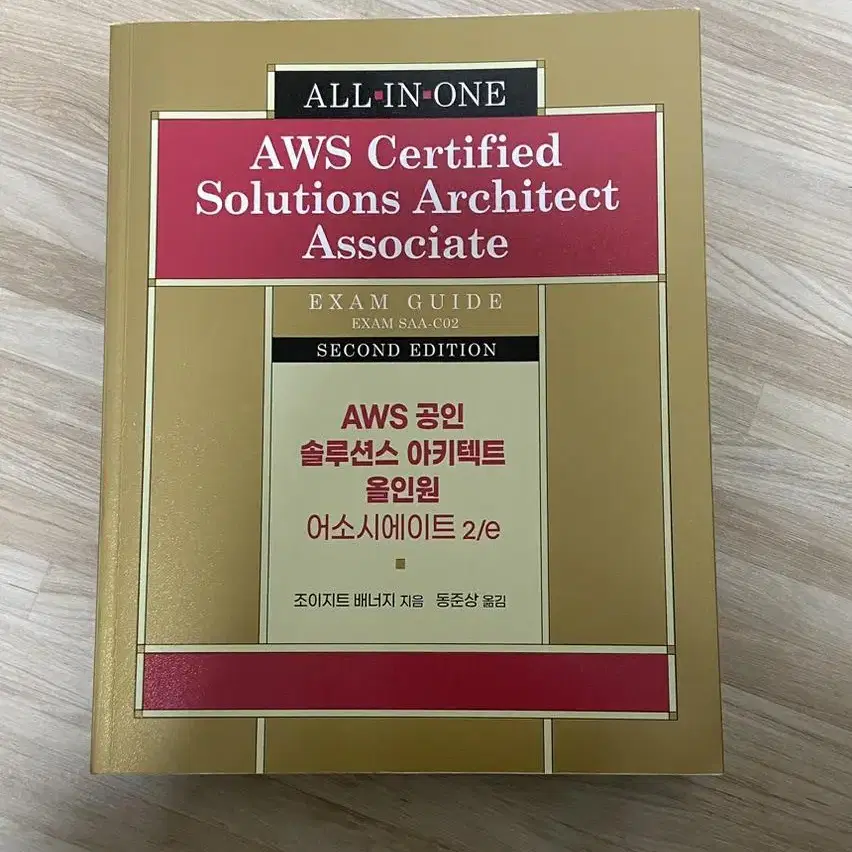 ALL▪IN▪ONE
AWS Certified
Solutions Architect
Associate
EXAM GUIDE
EXAM SAA-C02
SECOND EDITION
AWS 공인
솔루션스 아키텍트
올인원
어소시에이트 2/e
조이지트 배너지 지음 동준상 옮김